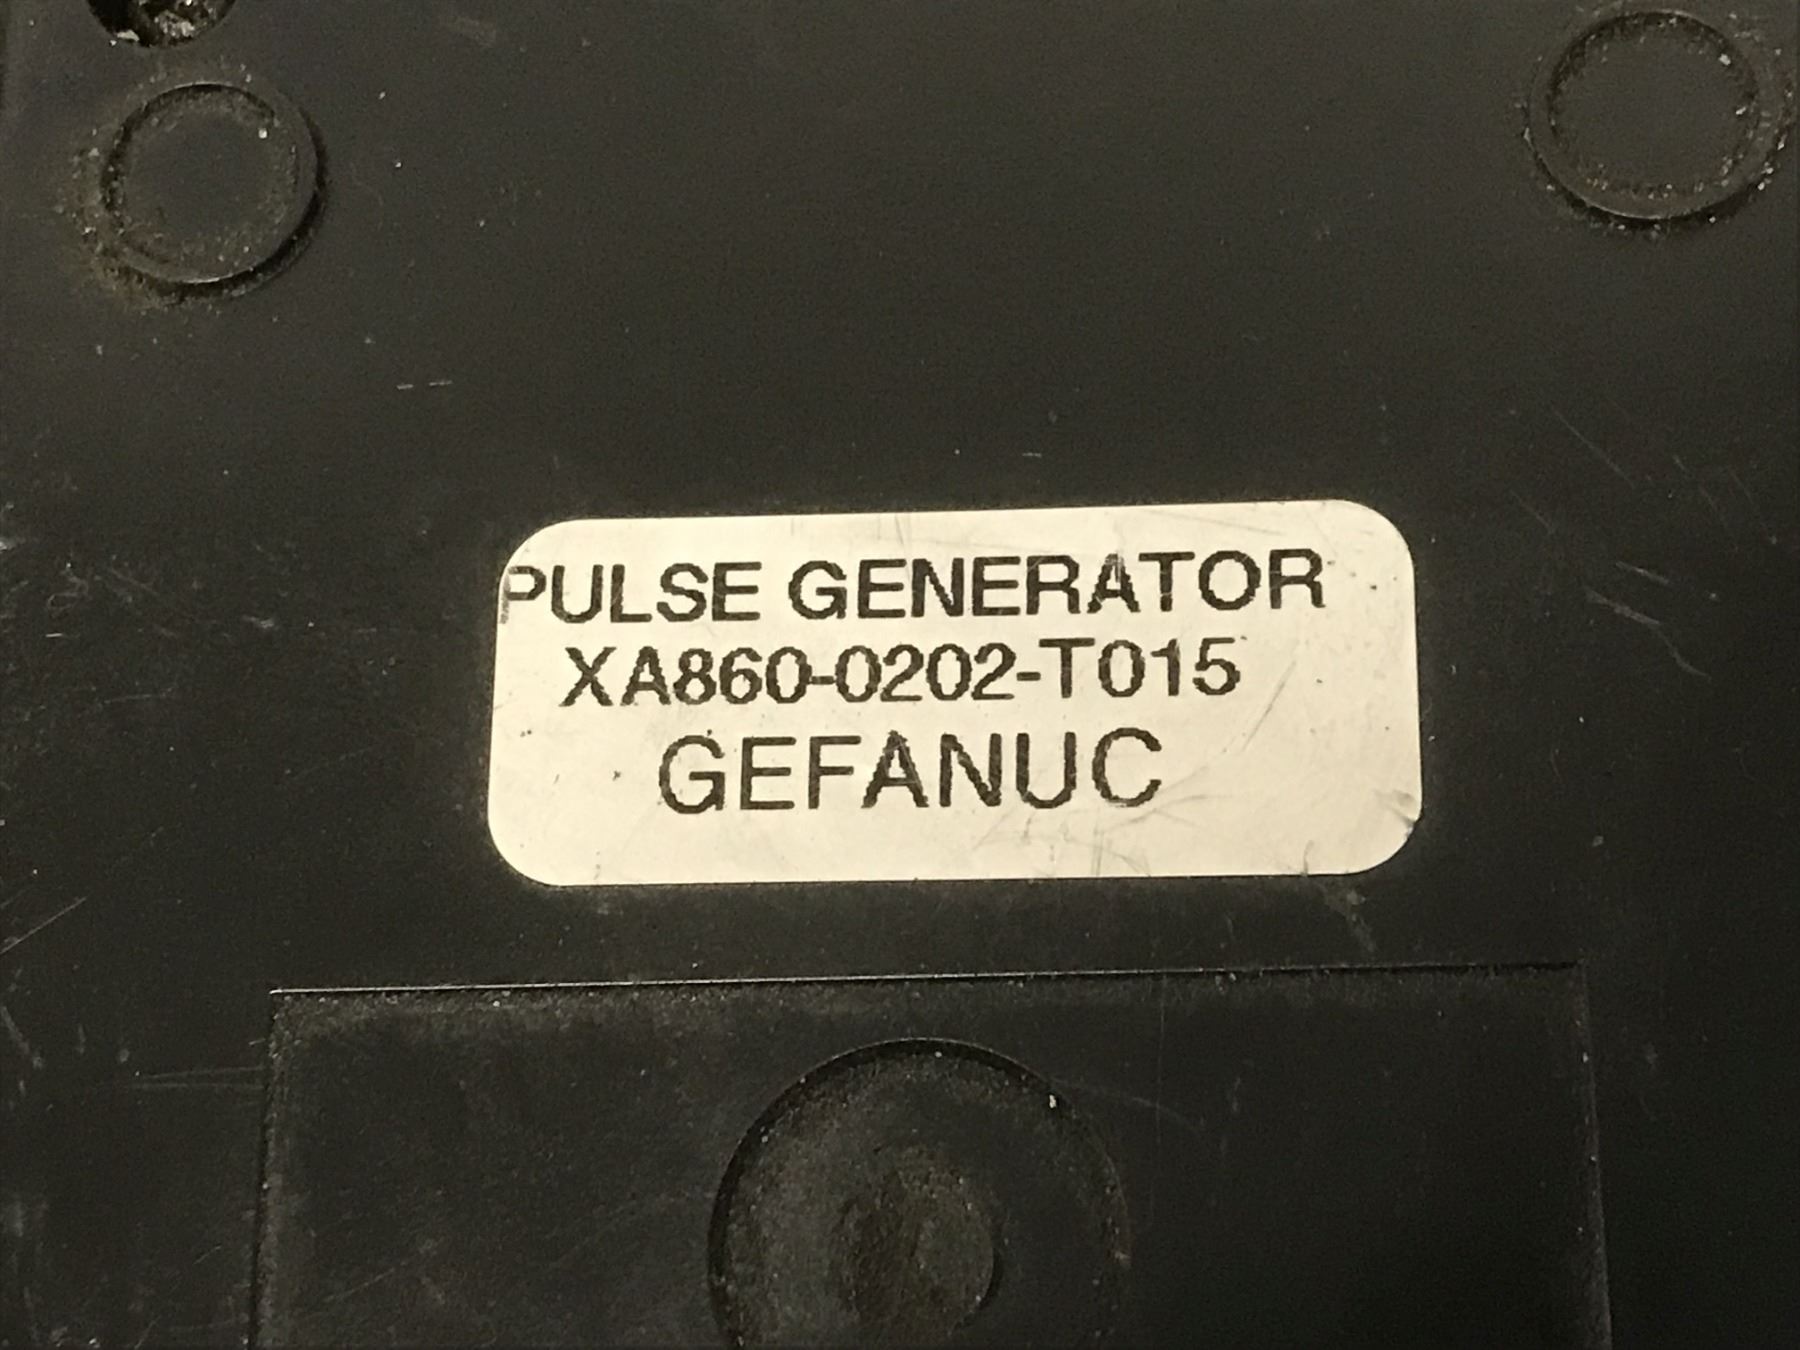 PULSE GENERATOR
XA860-0202-T015
GEFANUC